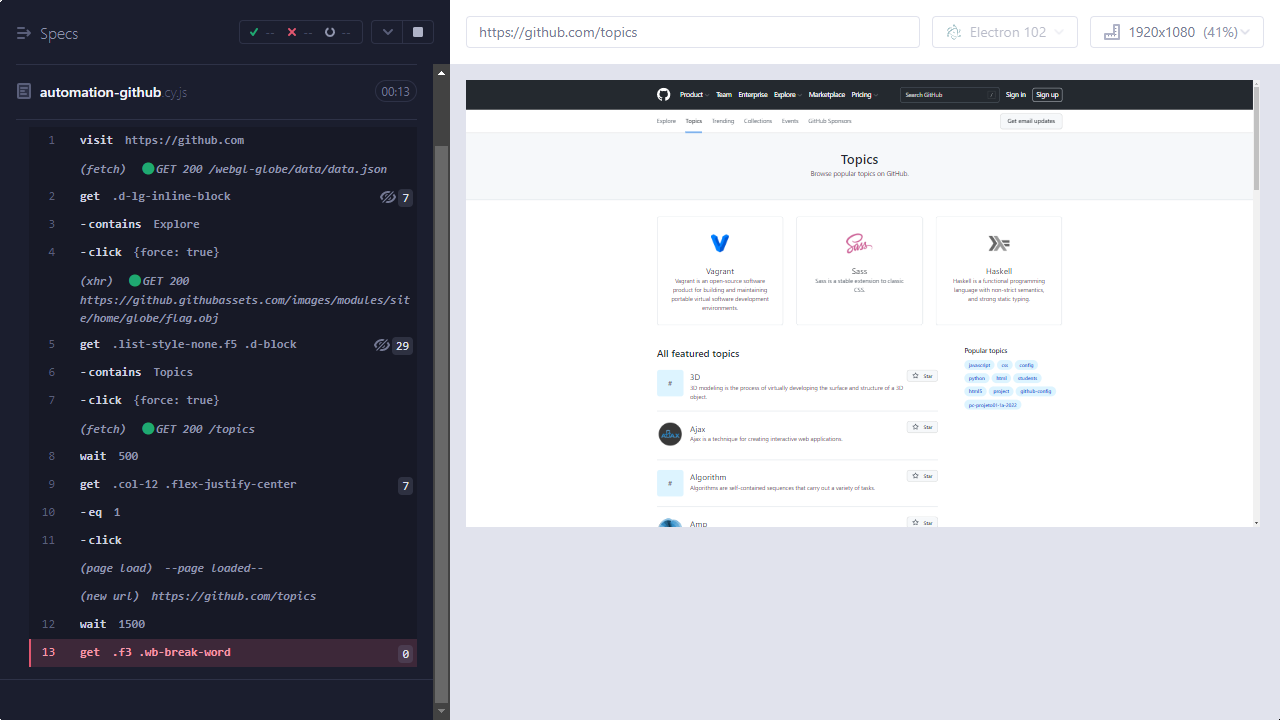 Specs
-- -- --
https://github.com/topics
Electron 102
1920x1080 (41%)
automation-github cy.js
00:13
1 visit https://github.com
(fetch) GET 200 /webgl-globe/data/data.json
2 get .d-lg-inline-block 7
3 -contains Explore
4 -click {force: true}
(xhr) GET 200
https://github.githubassets.com/images/modules/sit
e/home/globe/flag.obj
5 get .list-style-none.f5 .d-block 29
6 -contains Topics
7 -click {force: true}
(fetch) GET 200 /topics
8 wait 500
9 get .col-12 .flex-justify-center 7
10 -eq 1
11 -click
(page load) --page loaded--
(new url) https://github.com/topics
12 wait 1500
13 get .f3 .wb-break-word 0
Product Team Enterprise Explore Marketplace Pricing
Search GitHub /
Sign in Sign up
Explore Topics Trending Collections Events GitHub Sponsors
Get email updates
Topics
Browse popular topics on GitHub.
Vagrant
Vagrant is an open-source software
product for building and maintaining
portable virtual software development
environments.
Sass
Sass
Sass is a stable extension to classic
CSS.
Haskell
Haskell is a functional programming
language with non-strict semantics,
and strong static typing.
All featured topics
# 3D
Star
3D modeling is the process of virtually developing the surface and structure of a 3D
object.
AJAX
Ajax
Star
Ajax is a technique for creating interactive web applications.
# Algorithm
Star
Algorithms are self-contained sequences that carry out a variety of tasks.
Amp
Star
Popular topics
javascript css config
python html students
html5 project github-config
pc-projeto01-1a-2022